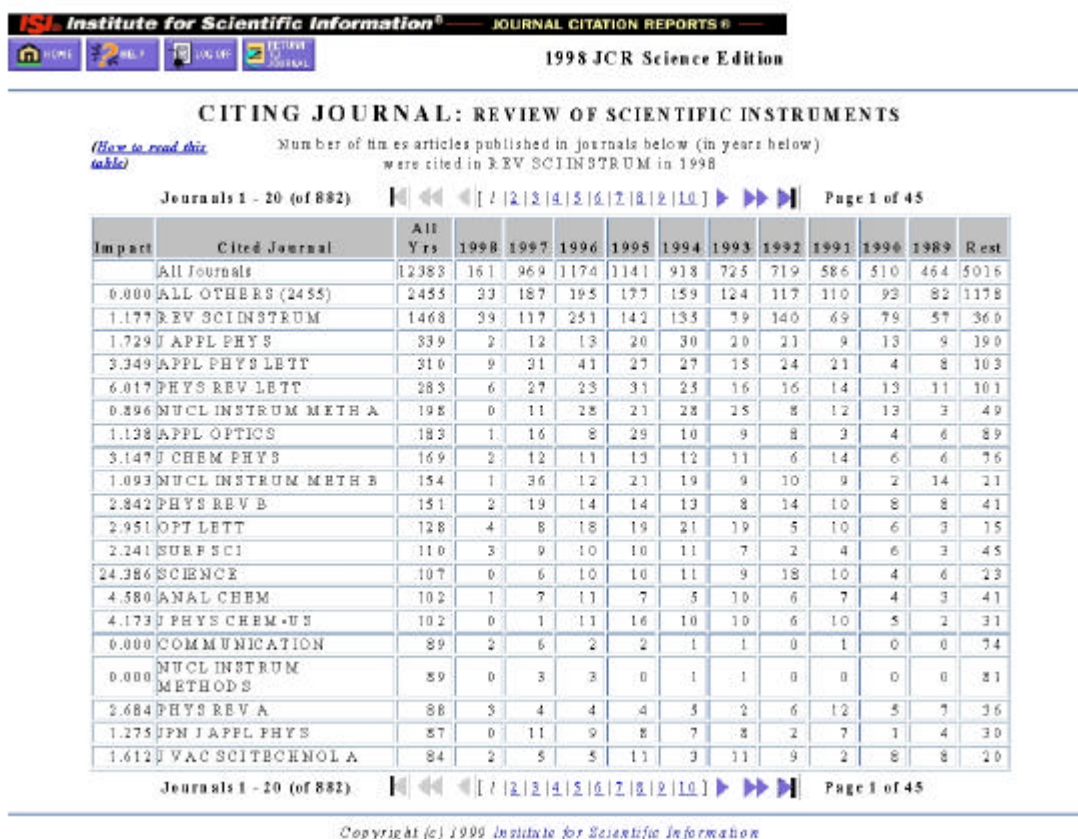 ISI. Institute for Scientific Information® JOURNAL CITATION REPORTS®
HOME HELP LOG OFF RETURN TO JOURNAL 1998 JCR Science Edition
CITING JOURNAL: REVIEW OF SCIENTIFIC INSTRUMENTS
(How to read this table) Number of times articles published in journals below (in years below)
were cited in REV SCI INSTRUM in 1998
Journals 1 - 20 (of 882) [ 1 |2|3|4|5|6|7|8|9|10 ] Page 1 of 45
Impact Cited Journal All Yrs 1998 1997 1996 1995 1994 1993 1992 1991 1990 1989 Rest
All Journals 12383 161 969 1174 1141 918 725 719 586 510 464 5016
0.000 ALL OTHERS (2455) 2455 33 187 195 177 159 124 117 110 93 82 1178
1.177 REV SCI INSTRUM 1468 39 117 251 142 135 79 140 69 79 57 360
1.729 J APPL PHYS 339 2 12 13 20 30 20 21 9 13 9 190
3.349 APPL PHYS LETT 310 9 31 41 27 27 15 24 21 4 8 103
6.017 PHYS REV LETT 283 6 27 23 31 25 16 16 14 13 11 101
0.896 NUCL INSTRUM METH A 198 0 11 28 21 28 25 8 12 13 3 49
1.138 APPL OPTICS 183 1 16 8 29 10 9 8 3 4 6 89
3.147 J CHEM PHYS 169 2 12 11 13 12 11 6 14 6 6 76
1.093 NUCL INSTRUM METH B 154 1 36 12 21 19 9 10 9 2 14 21
2.842 PHYS REV B 151 2 19 14 14 13 8 14 10 8 8 41
2.951 OPT LETT 128 4 8 18 19 21 19 5 10 6 3 15
2.241 SURF SCI 110 3 9 10 10 11 7 2 4 6 3 45
24.386 SCIENCE 107 0 6 10 10 11 9 18 10 4 6 23
4.580 ANAL CHEM 102 1 7 11 7 5 10 6 7 4 3 41
4.173 J PHYS CHEM-US 102 0 1 11 16 10 10 6 10 5 2 31
0.000 COMMUNICATION 89 2 6 2 2 1 1 0 1 0 0 74
0.000 NUCL INSTRUM METHODS 89 0 3 3 0 1 1 0 0 0 0 81
2.684 PHYS REV A 88 3 4 4 4 5 2 6 12 5 7 36
1.275 JPN J APPL PHYS 87 0 11 9 8 7 8 2 7 1 4 30
1.612 J VAC SCI TECHNOL A 84 2 5 5 11 3 11 9 2 8 8 20
Journals 1 - 20 (of 882) [ 1 |2|3|4|5|6|7|8|9|10 ] Page 1 of 45
Copyright (c) 1999 Institute for Scientific Information